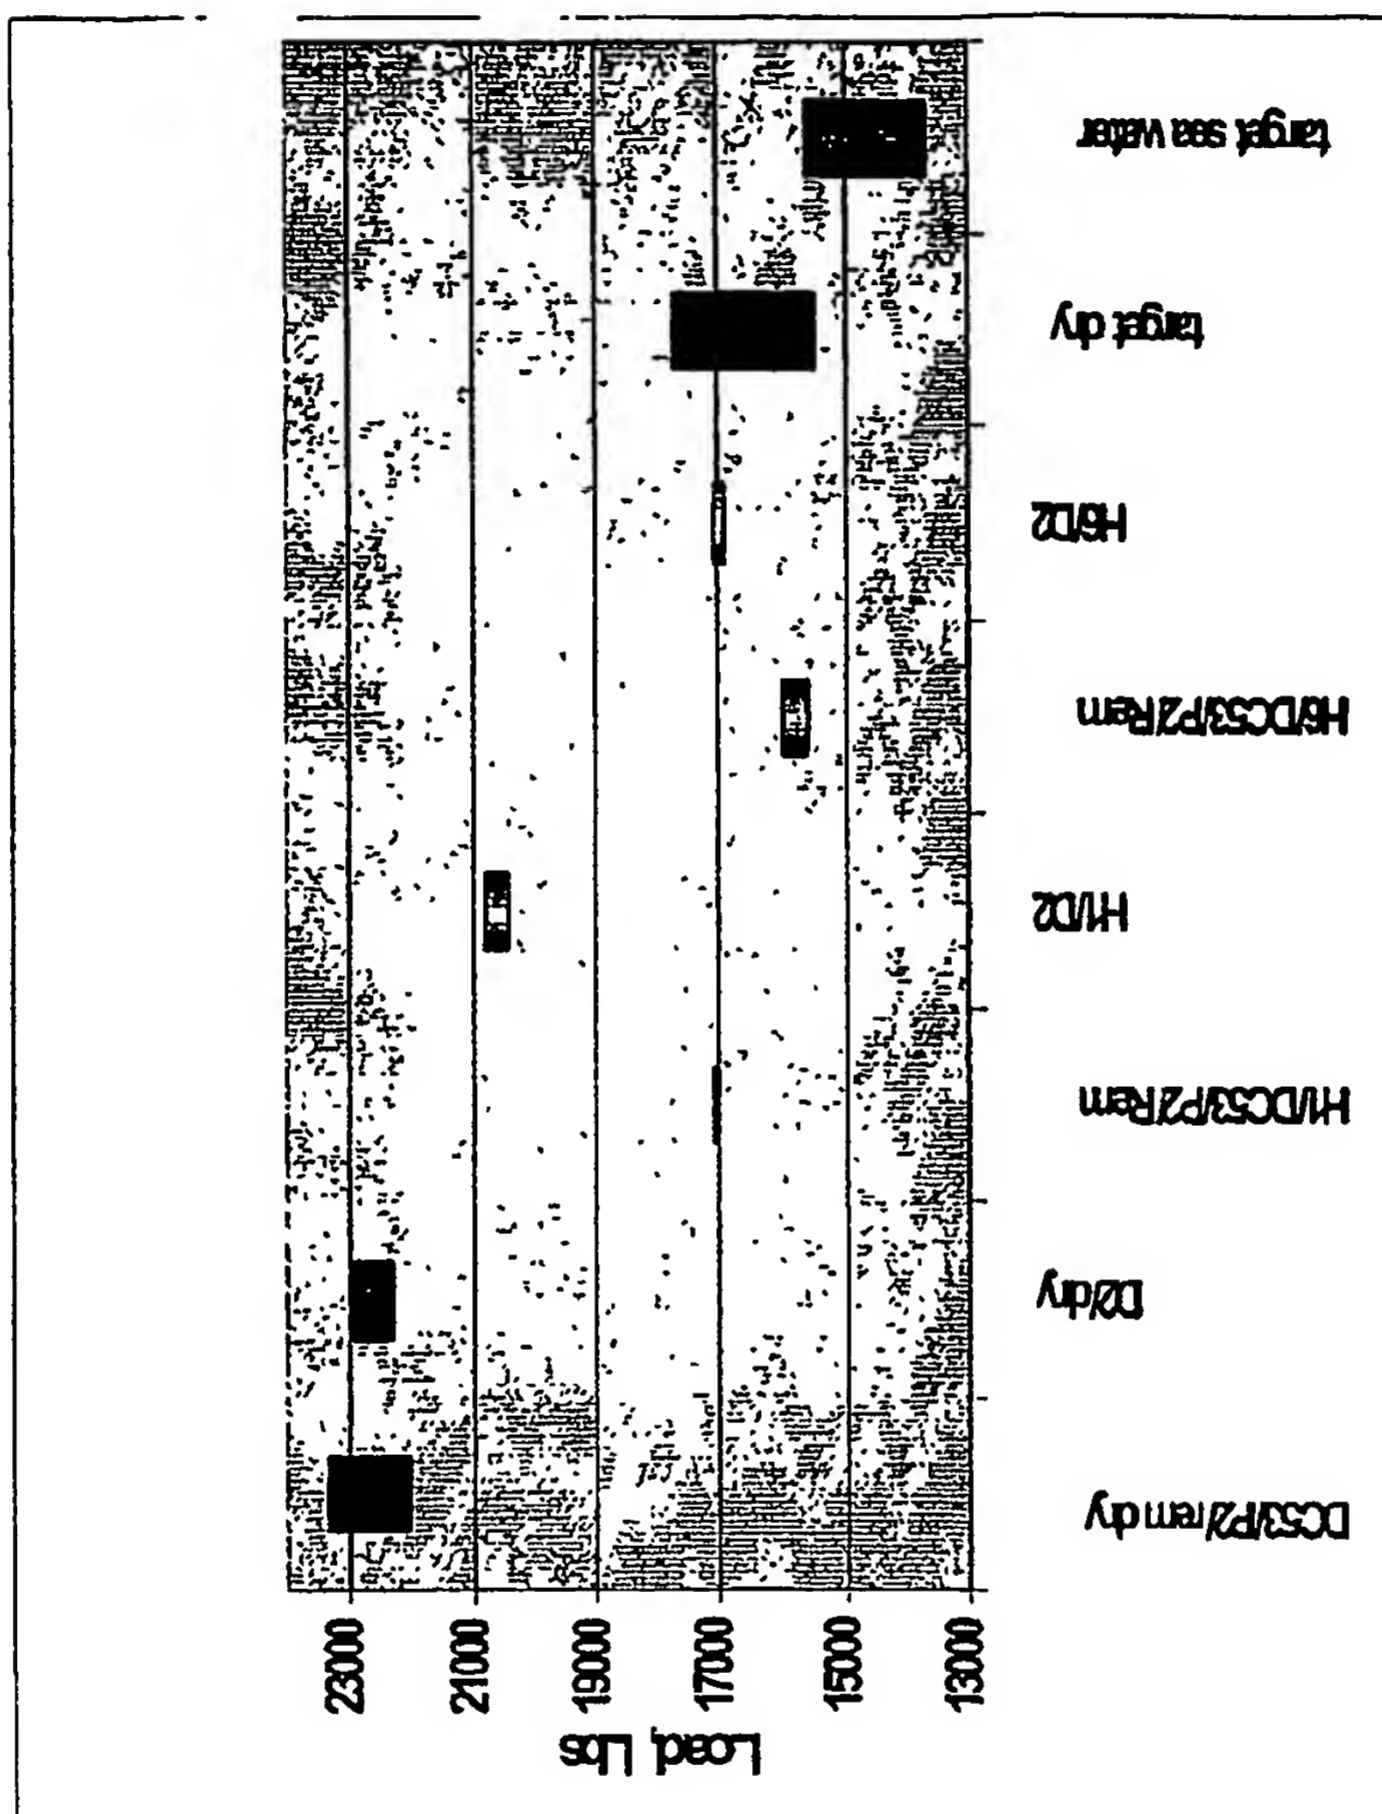 Load, Lbs
23000
21000
19000
17000
15000
13000
DC53/P2/rem dry
D2/dry
H1/DC53/P2/Rem
H1/D2
H6/DC53/P2/Rem
H6/D2
target dry
target sea water